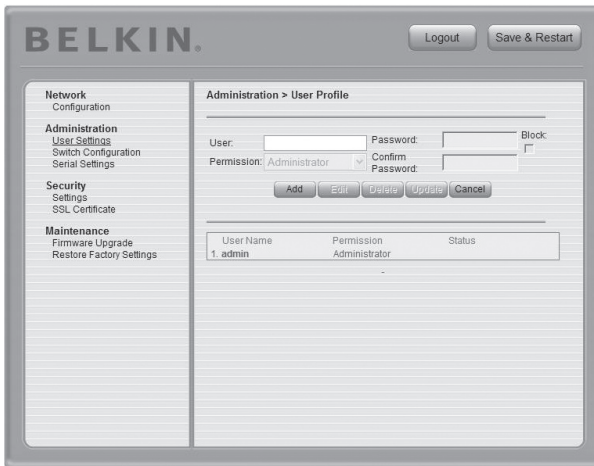 BELKIN.
Logout
Save & Restart
Network
Configuration
Administration
User Settings
Switch Configuration
Serial Settings
Security
Settings
SSL Certificate
Maintenance
Firmware Upgrade
Restore Factory Settings
Administration > User Profile
User: Password: Block:
Permission: Administrator Confirm
Password:
Add Edit Delete Update Cancel
User Name Permission Status
1. admin Administrator
-